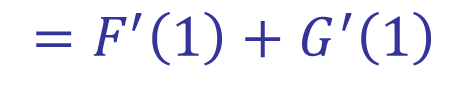 = F′(1) + G′(1)